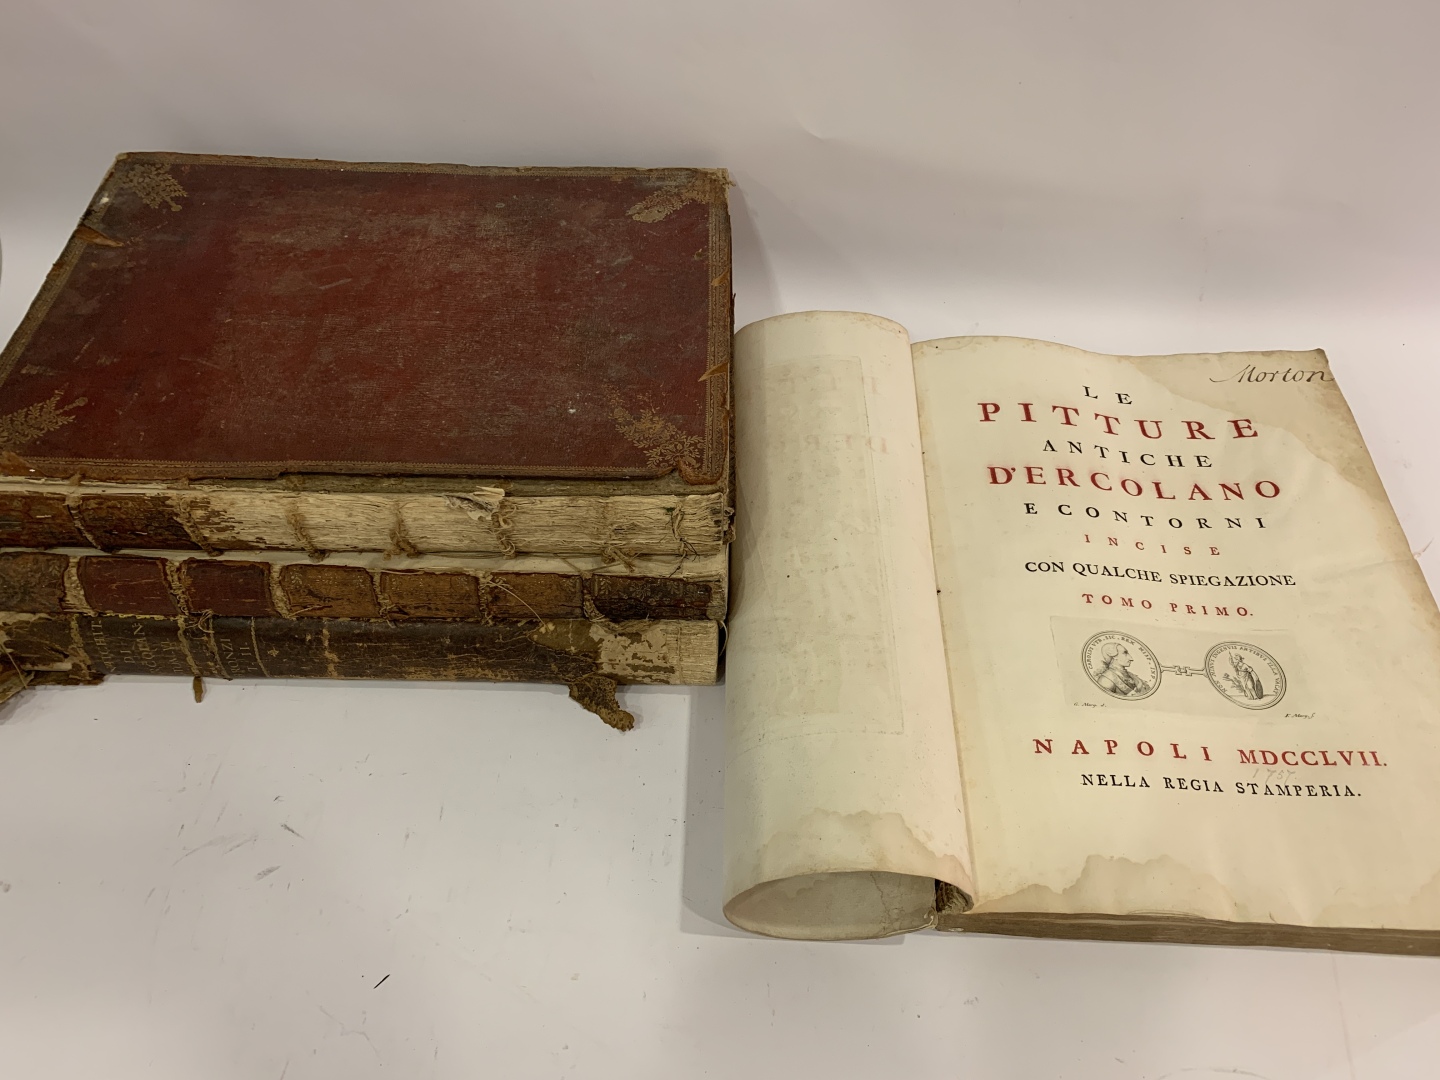 Morton
LE
PITTURE
ANTICHE
D'ERCOLANO
E CONTORNI
INCISE
CON QUALCHE SPIEGAZIONE
TOMO PRIMO.
NAPOLI MDCCLVII.
1757.
NELLA REGIA STAMPERIA.